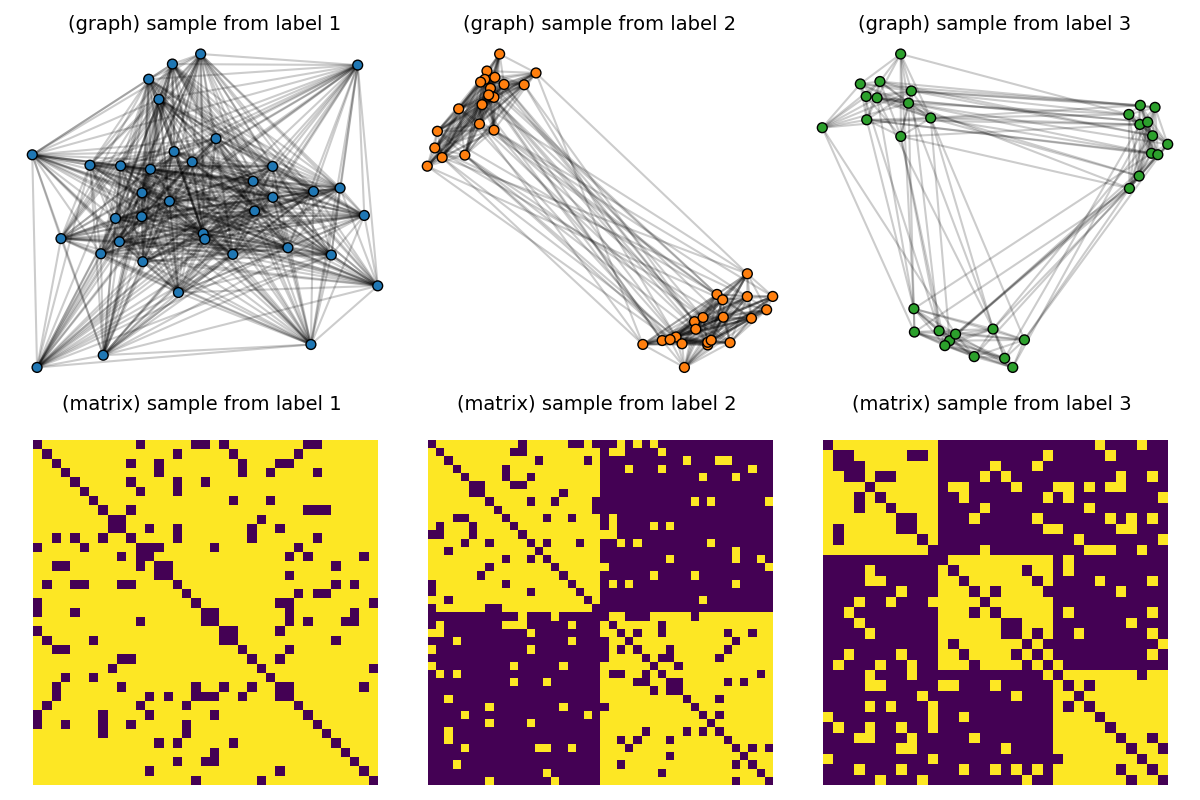 (graph) sample from label 1
(graph) sample from label 2
(graph) sample from label 3
(matrix) sample from label 1
(matrix) sample from label 2
(matrix) sample from label 3